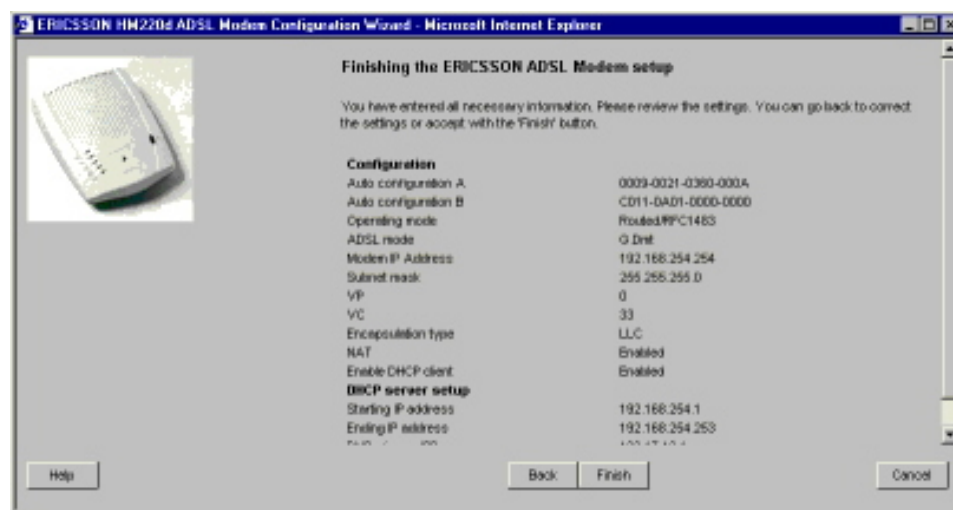 ERICSSON HM220d ADSL Modem Configuration Wizard - Microsoft Internet Explorer
Finishing the ERICSSON ADSL Modem setup
You have entered all necessary information. Please review the settings. You can go back to correct
the settings or accept with the 'Finish' button.
Configuration
Auto configuration A 0009-0021-0360-000A
Auto configuration B CD11-0AD1-0000-0000
Operating mode Routed/RFC1483
ADSL mode G.Dmt
Modem IP Address 192.168.254.254
Subnet mask 255.255.255.0
VP 0
VC 33
Encapsulation type LLC
NAT Enabled
Enable DHCP client Enabled
DHCP server setup
Starting IP address 192.168.254.1
Ending IP address 192.168.254.253
Help Back Finish Cancel